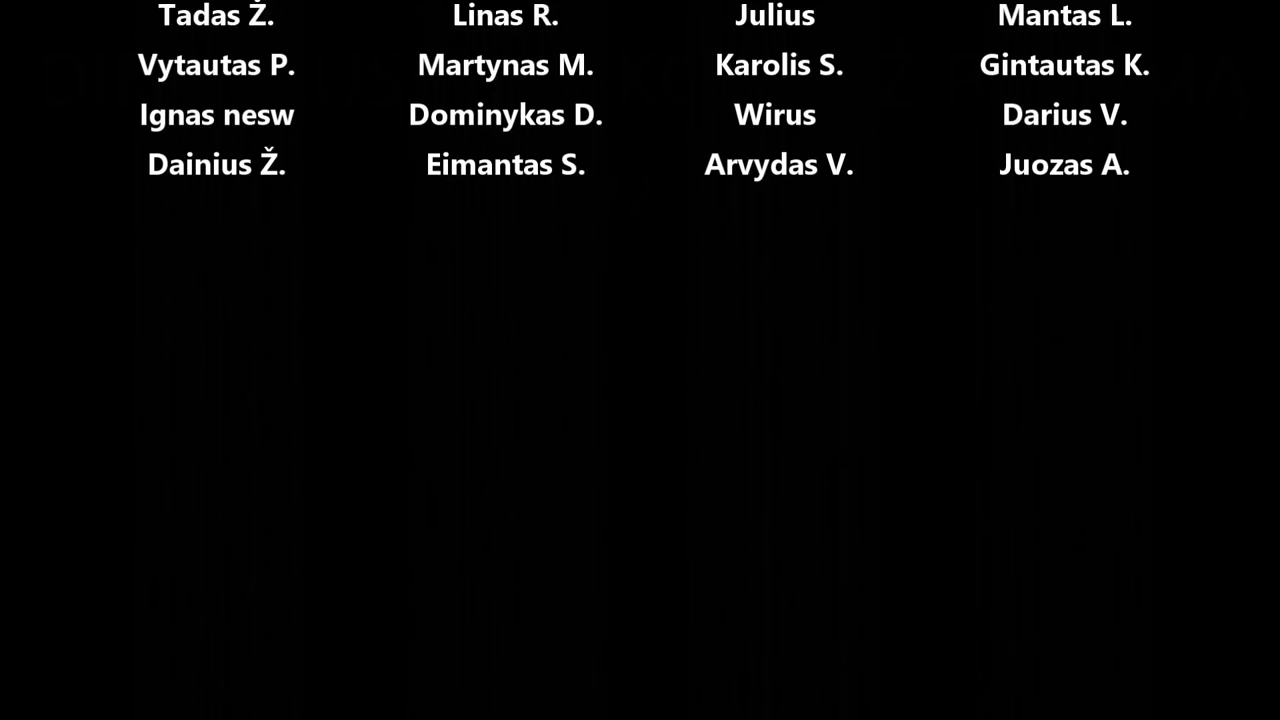 Tadas Ž. Linas R. Julius Mantas L.
Vytautas P. Martynas M. Karolis S. Gintautas K.
Ignas nesw Dominykas D. Wirus Darius V.
Dainius Ž. Eimantas S. Arvydas V. Juozas A.